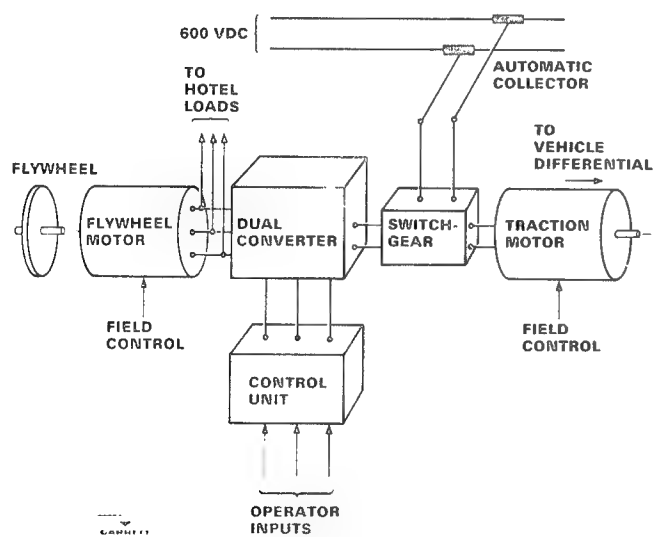 600 VDC
TO
HOTEL
LOADS
AUTOMATIC
COLLECTOR
TO
VEHICLE
DIFFERENTIAL
FLYWHEEL
FLYWHEEL
MOTOR
DUAL
CONVERTER
SWITCH-
GEAR
TRACTION
MOTOR
FIELD
CONTROL
FIELD
CONTROL
CONTROL
UNIT
OPERATOR
INPUTS
GARRETT